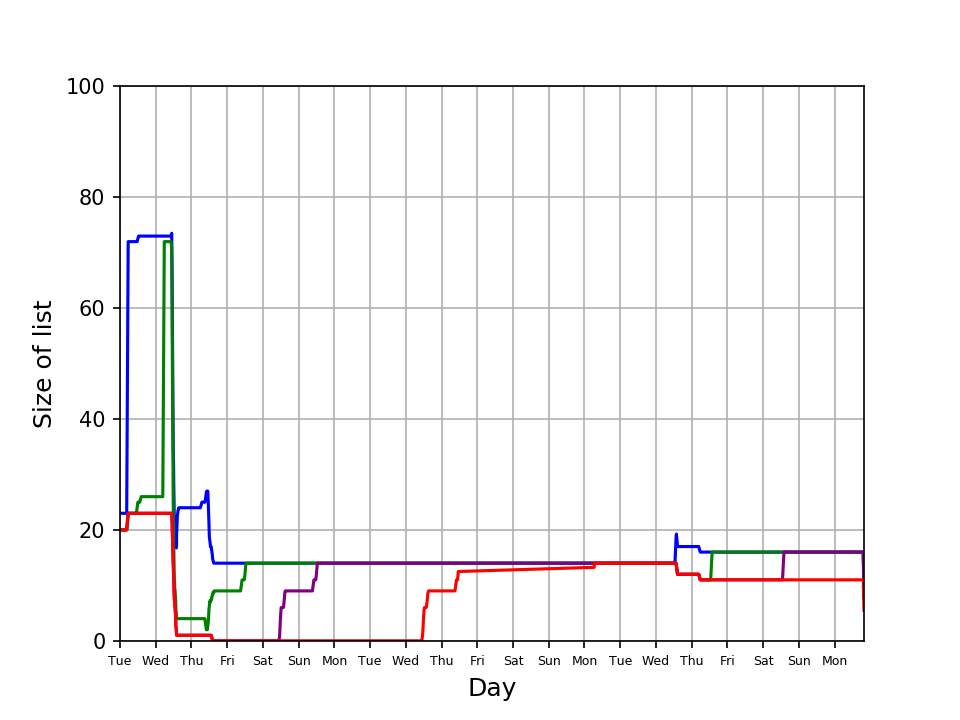 100
80
60
40
20
0
Size of list
Tue Wed Thu Fri Sat Sun Mon Tue Wed Thu Fri Sat Sun Mon Tue Wed Thu Fri Sat Sun Mon
Day